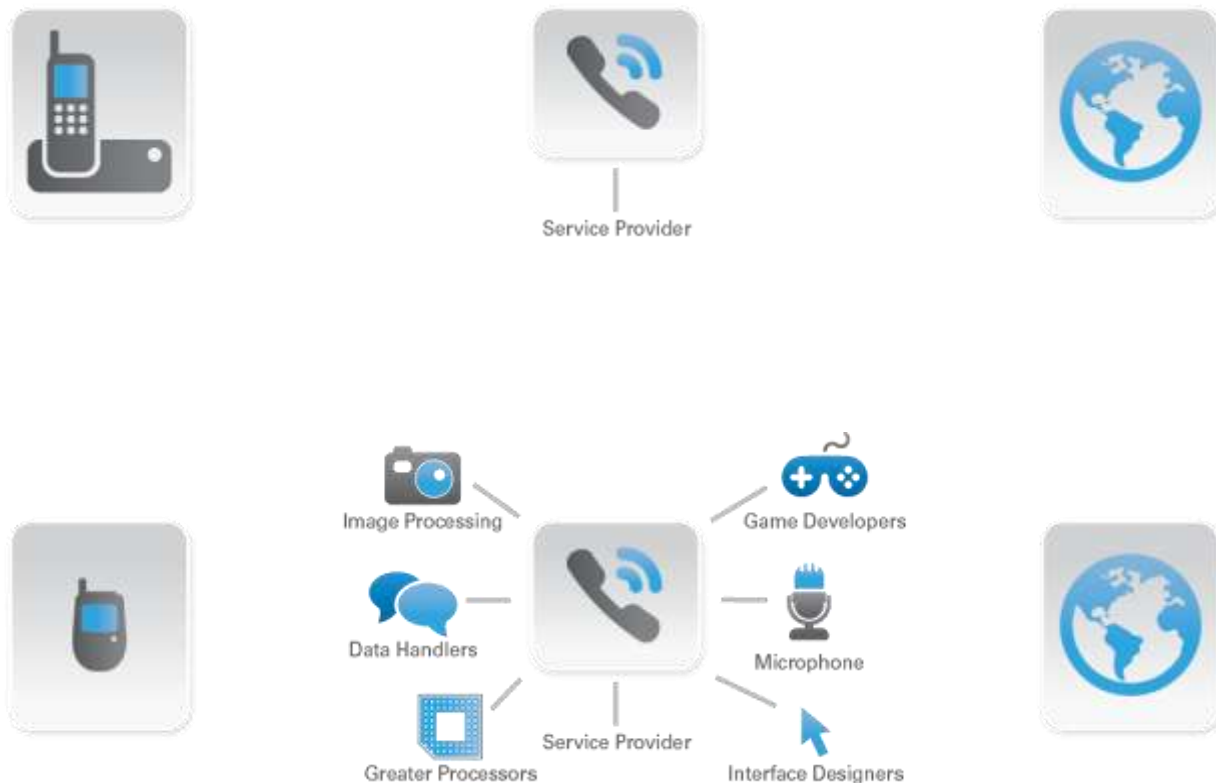 Service Provider
Image Processing
Game Developers
Data Handlers
Microphone
Service Provider
Greater Processors
Interface Designers